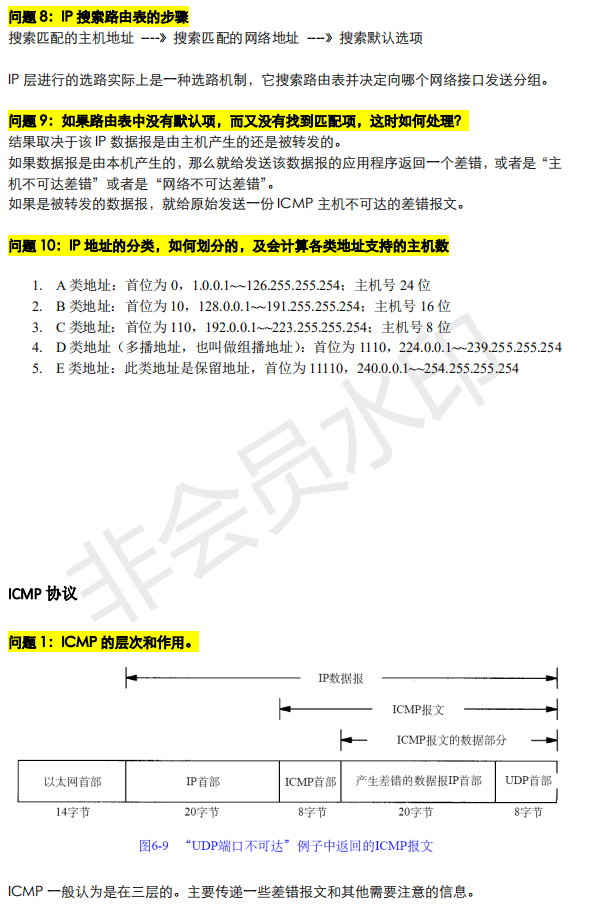 问题 8：IP 搜索路由表的步骤
搜索匹配的主机地址 ----》搜索匹配的网络地址 ----》搜索默认选项
IP 层进行的选路实际上是一种选路机制，它搜索路由表并决定向哪个网络接口发送分组。
问题 9：如果路由表中没有默认项，而又没有找到匹配项，这时如何处理？
结果取决于该 IP 数据报是由主机产生的还是被转发的。
如果数据报是由本机产生的，那么就给发送该数据报的应用程序返回一个差错，或者是“主
机不可达差错”或者是“网络不可达差错”。
如果是被转发的数据报，就给原始发送一份 ICMP 主机不可达的差错报文。
问题 10：IP 地址的分类，如何划分的，及会计算各类地址支持的主机数
1. A 类地址：首位为 0，1.0.0.1~~126.255.255.254；主机号 24 位
2. B 类地址：首位为 10，128.0.0.1~~191.255.255.254；主机号 16 位
3. C 类地址：首位为 110，192.0.0.1~~223.255.255.254；主机号 8 位
4. D 类地址（多播地址，也叫做组播地址）：首位为 1110，224.0.0.1~~239.255.255.254
5. E 类地址：此类地址是保留地址，首位为 11110，240.0.0.1~~254.255.255.254
非会员水印
ICMP 协议
问题 1：ICMP 的层次和作用。
IP数据报
ICMP报文
ICMP报文的数据部分
以太网首部 IP首部 ICMP首部 产生差错的数据报IP首部 UDP首部
14字节 20字节 8字节 20字节 8字节
图6-9 “UDP端口不可达”例子中返回的ICMP报文
ICMP 一般认为是在三层的。主要传递一些差错报文和其他需要注意的信息。